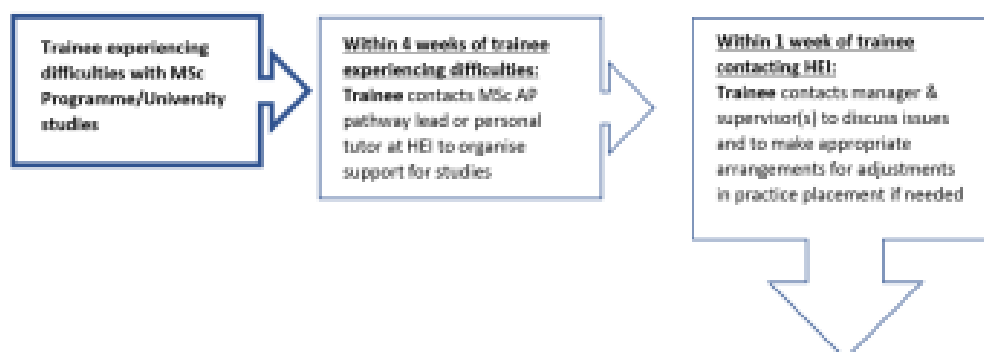 Trainee experiencing
difficulties with MSc
Programme/University
studies
Within 4 weeks of trainee
experiencing difficulties:
Trainee contacts MSc AP
pathway lead or personal
tutor at HEI to organise
support for studies
Within 1 week of trainee
contacting HEI:
Trainee contacts manager &
supervisor(s) to discuss issues
and to make appropriate
arrangements for adjustments
in practice placement if needed